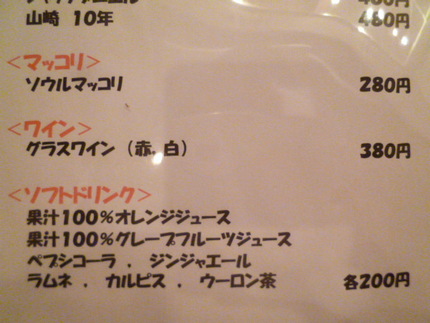 山崎 10年 480円
<マッコリ>
ソウルマッコリ 280円
<ワイン>
グラスワイン (赤. 白) 380円
<ソフトドリンク>
果汁100%オレンジジュース
果汁100%グレープフルーツジュース
ペプシコーラ . ジンジャエール
ラムネ . カルピス . ウーロン茶 各200円